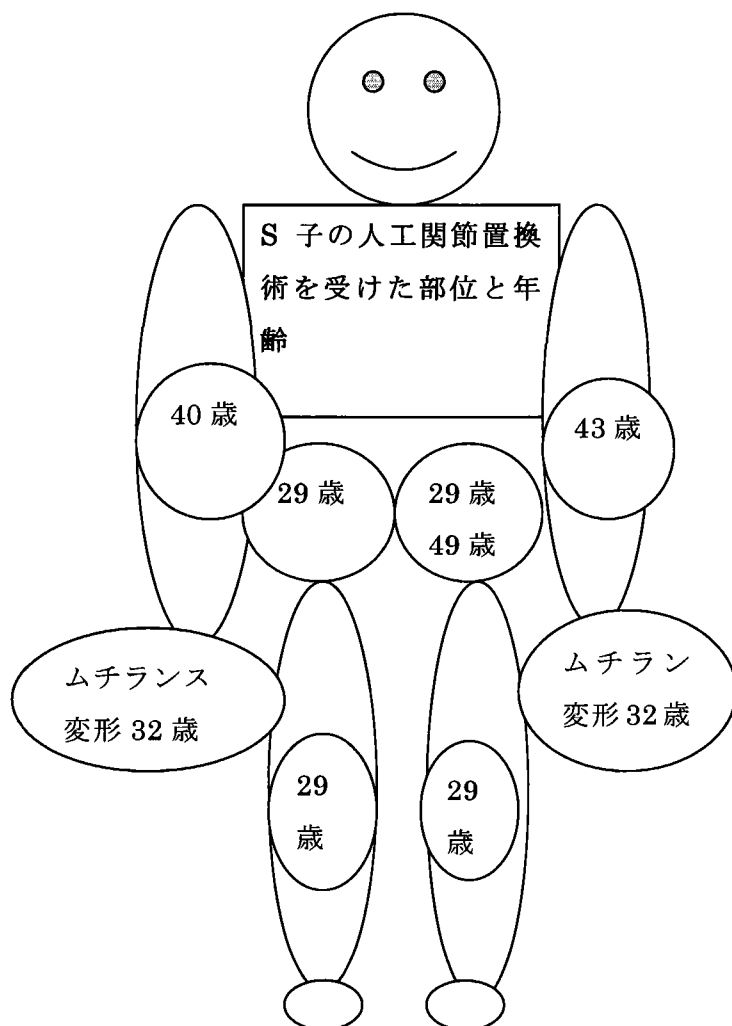 S 子の人工関節置換
術を受けた部位と年
齢
40 歳
43 歳
29 歳
29 歳
49 歳
ムチランス
変形 32 歳
ムチラン
変形 32 歳
29
歳
29
歳